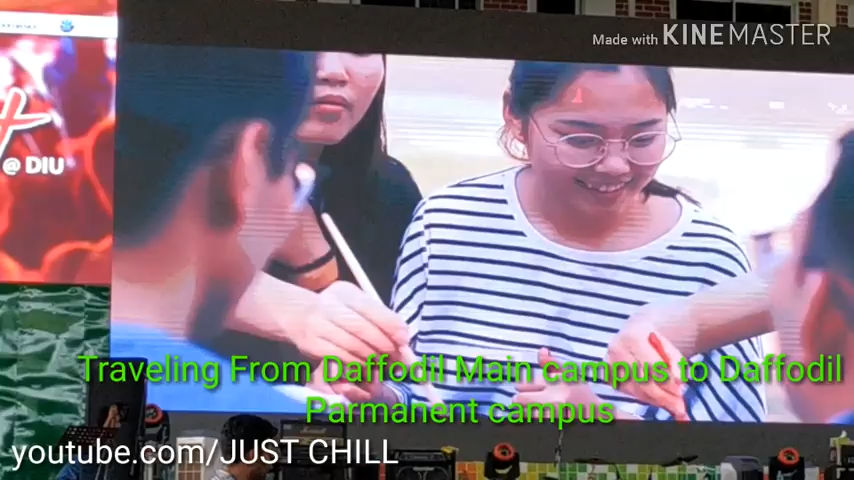 Made with KINEMASTER
@ DIU
Traveling From Daffodil Main campus to Daffodil
Parmanent campus
youtube.com/JUST CHILL